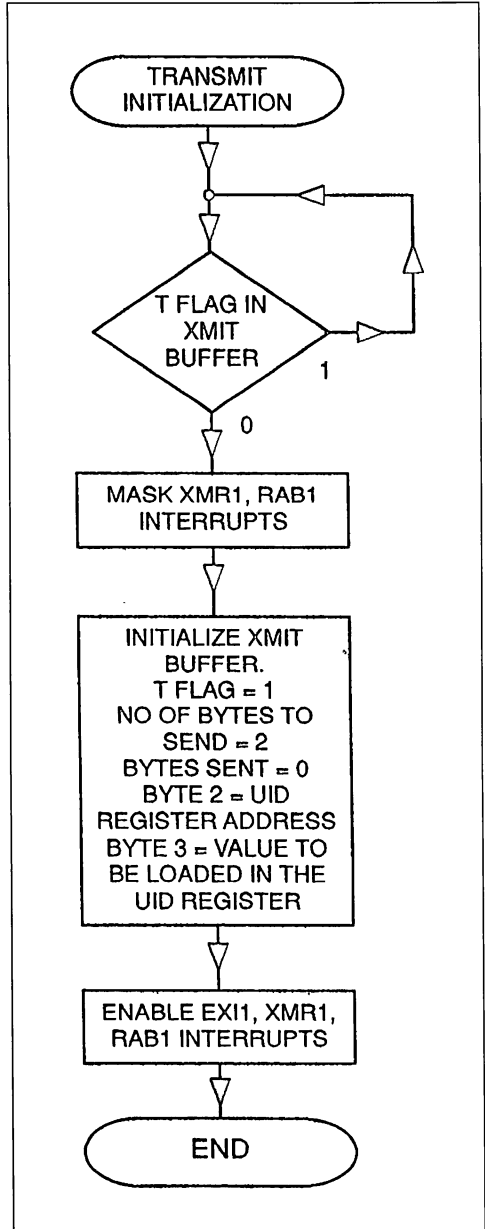 TRANSMIT
INITIALIZATION
T FLAG IN
XMIT
BUFFER
1
0
MASK XMR1, RAB1
INTERRUPTS
INITIALIZE XMIT
BUFFER.
T FLAG = 1
NO OF BYTES TO
SEND = 2
BYTES SENT = 0
BYTE 2 = UID
REGISTER ADDRESS
BYTE 3 = VALUE TO
BE LOADED IN THE
UID REGISTER
ENABLE EXI1, XMR1,
RAB1 INTERRUPTS
END